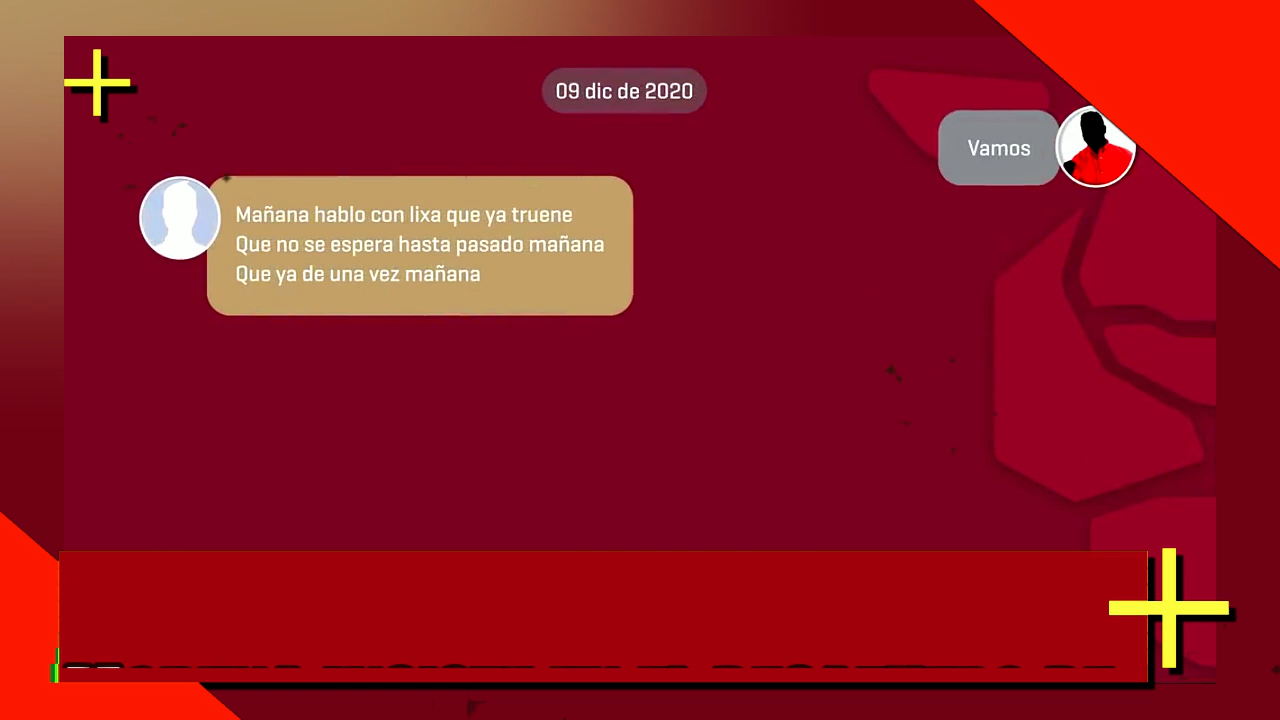 09 dic de 2020
Vamos
Mañana hablo con lixa que ya truene
Que no se espera hasta pasado mañana
Que ya de una vez mañana